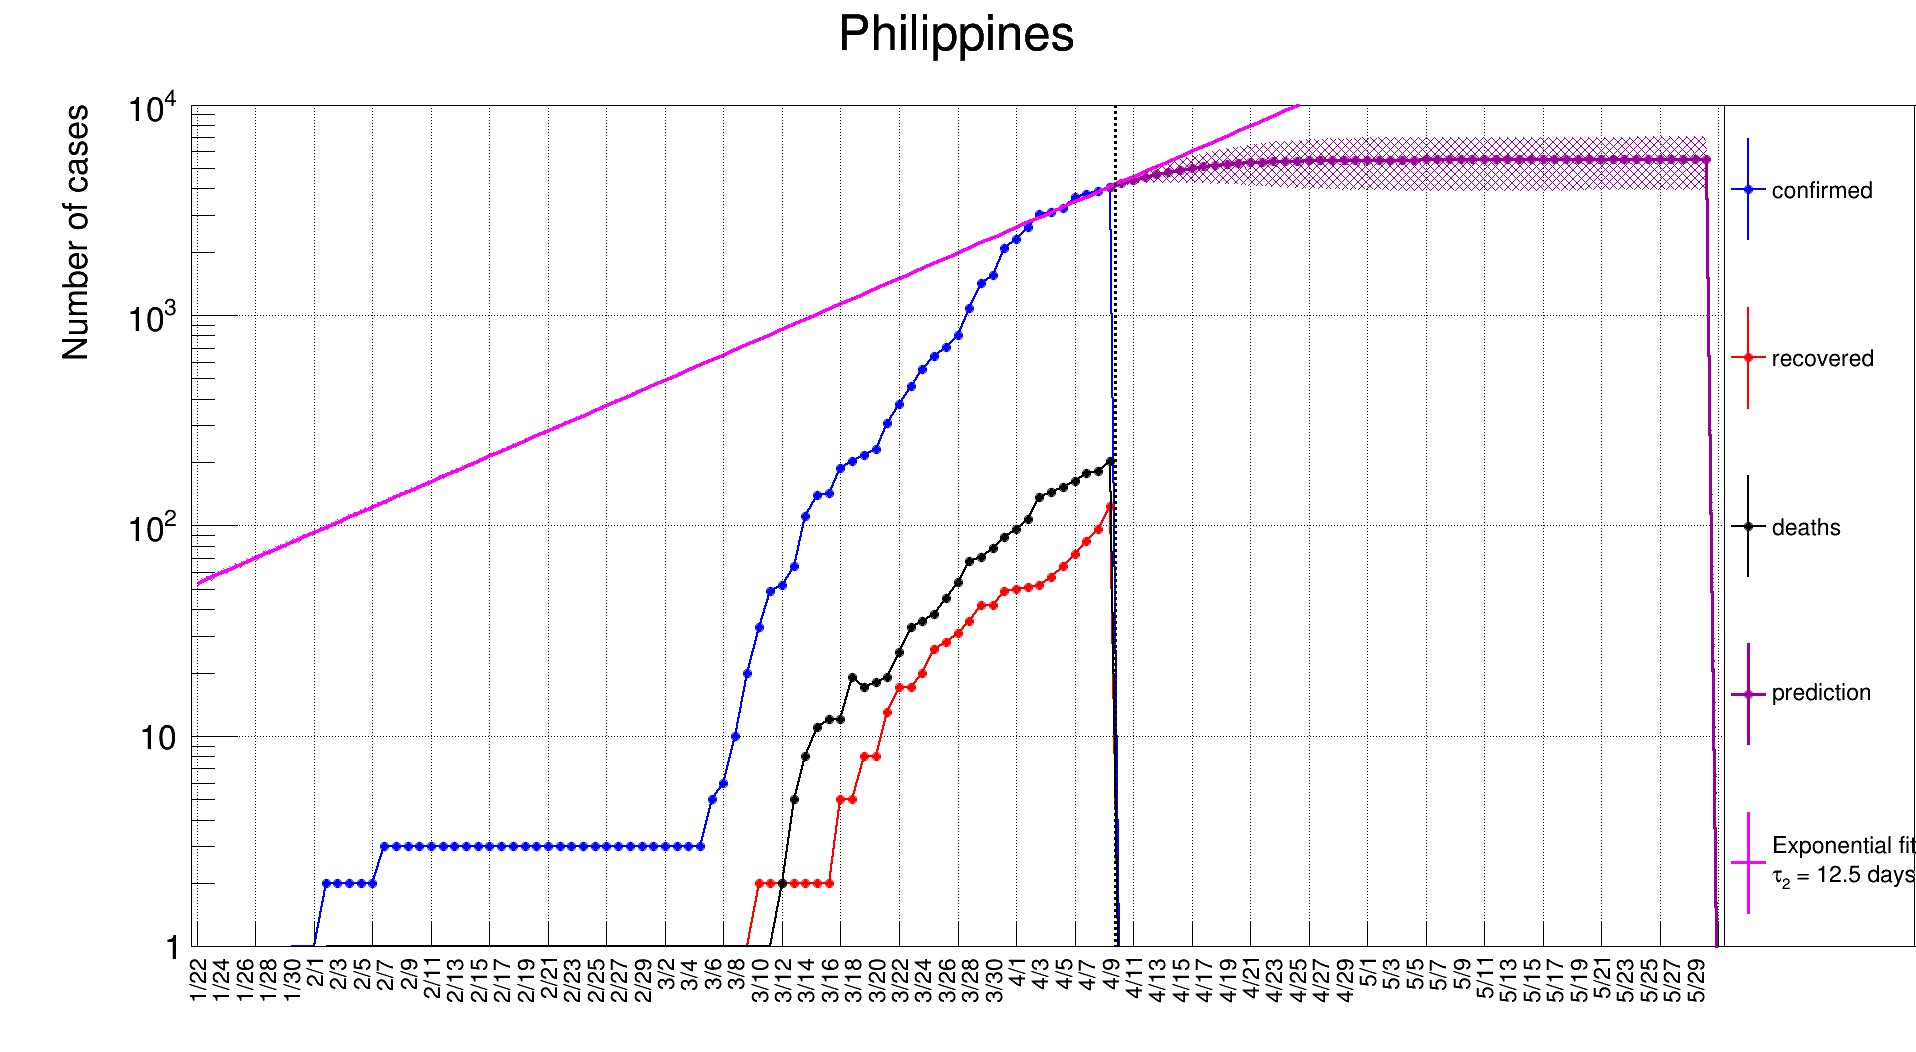 Philippines
Number of cases
10⁴
10³
10²
10
1
1/22 1/24 1/26 1/28 1/30 2/1 2/3 2/5 2/7 2/9 2/11 2/13 2/15 2/17 2/19 2/21 2/23 2/25 2/27 2/29 3/2 3/4 3/6 3/8 3/10 3/12 3/14 3/16 3/18 3/20 3/22 3/24 3/26 3/28 3/30 4/1 4/3 4/5 4/7 4/9 4/11 4/13 4/15 4/17 4/19 4/21 4/23 4/25 4/27 4/29 5/1 5/3 5/5 5/7 5/9 5/11 5/13 5/15 5/17 5/19 5/21 5/23 5/25 5/27 5/29
confirmed
recovered
deaths
prediction
Exponential fit
τ₂ = 12.5 days